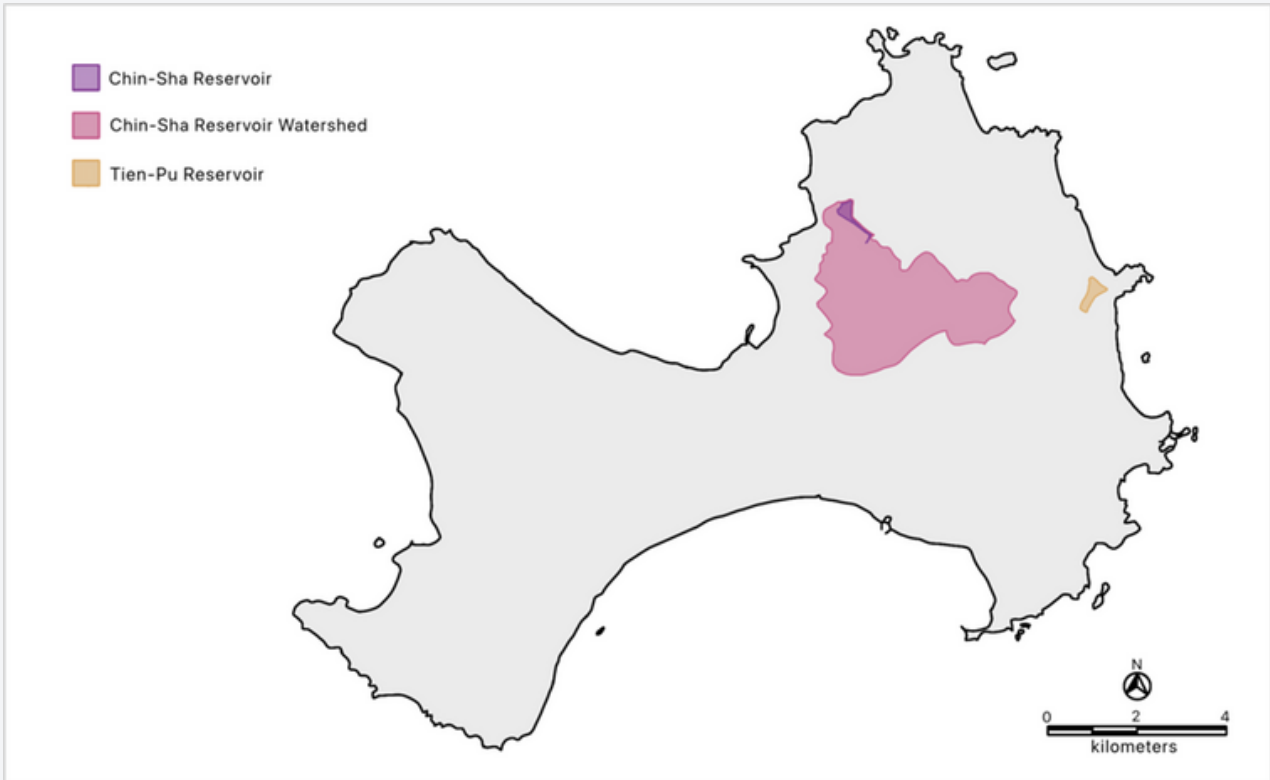 Chin-Sha Reservoir
Chin-Sha Reservoir Watershed
Tien-Pu Reservoir
N
0 2 4
kilometers